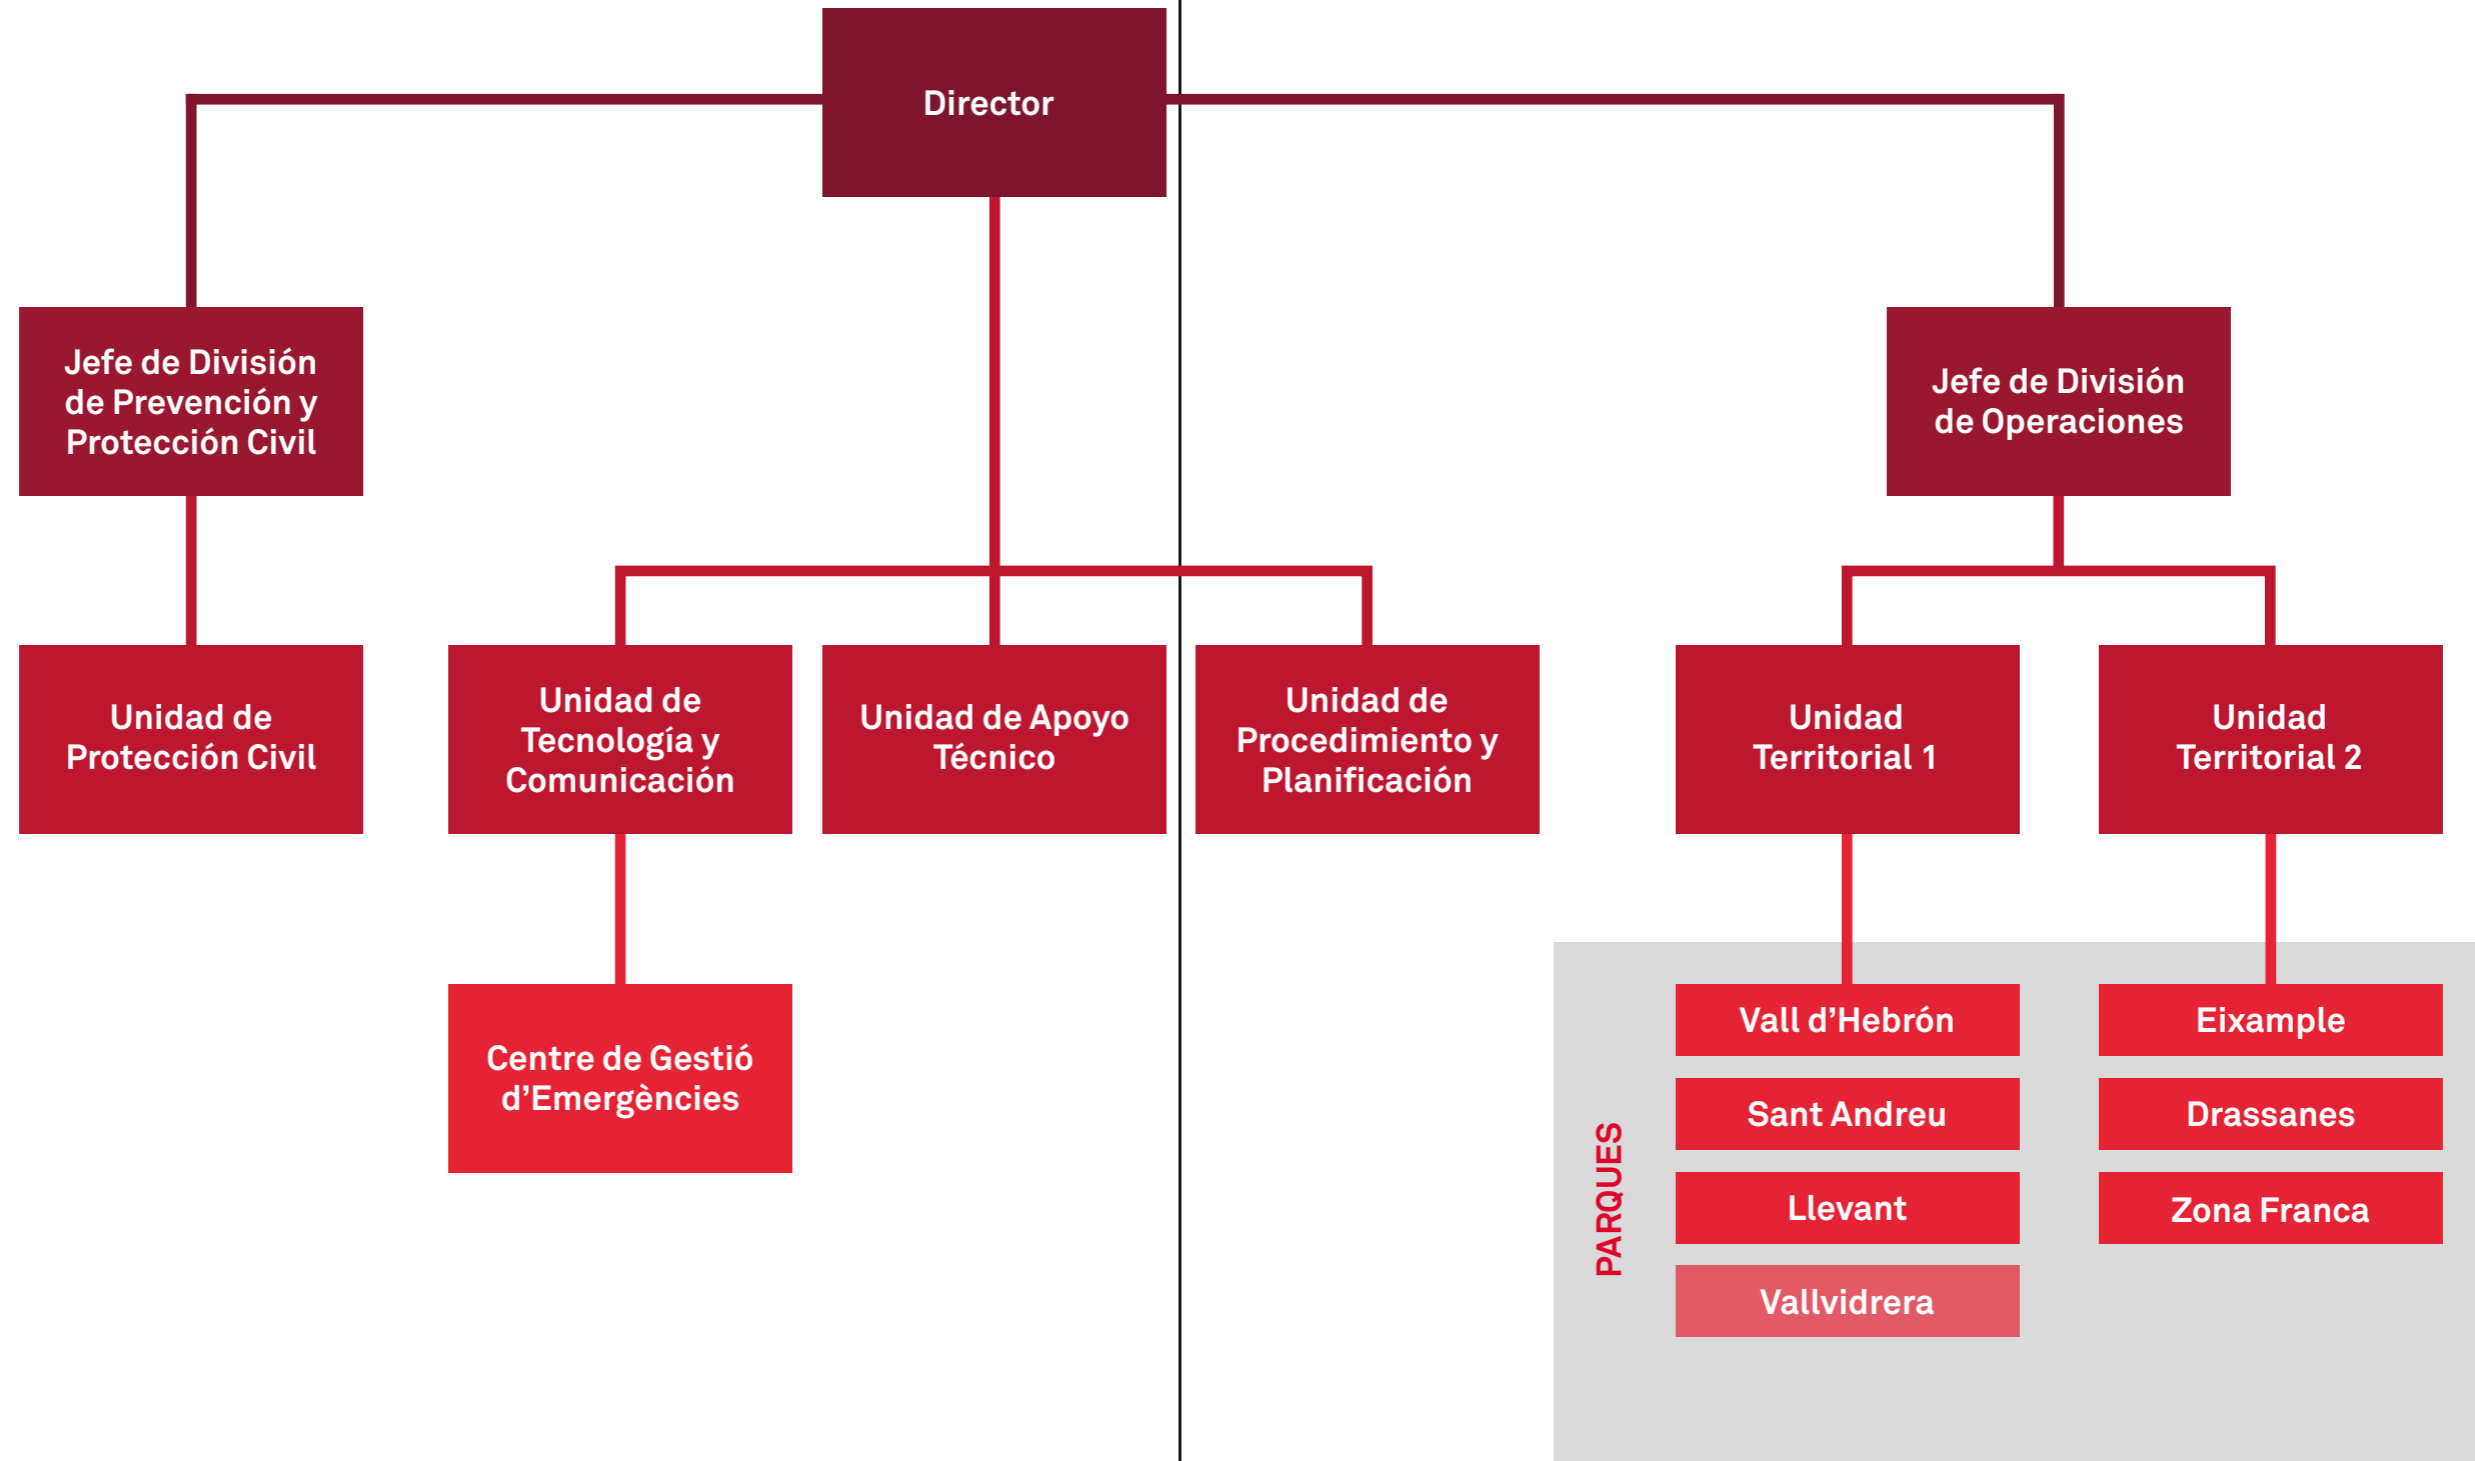 Director
Jefe de División
de Prevención y
Protección Civil
Jefe de División
de Operaciones
Unidad de
Protección Civil
Unidad de
Tecnología y
Comunicación
Unidad de Apoyo
Técnico
Unidad de
Procedimiento y
Planificación
Unidad
Territorial 1
Unidad
Territorial 2
Centre de Gestió
d’Emergències
PARQUES
Vall d’Hebrón
Sant Andreu
Llevant
Vallvidrera
Eixample
Drassanes
Zona Franca